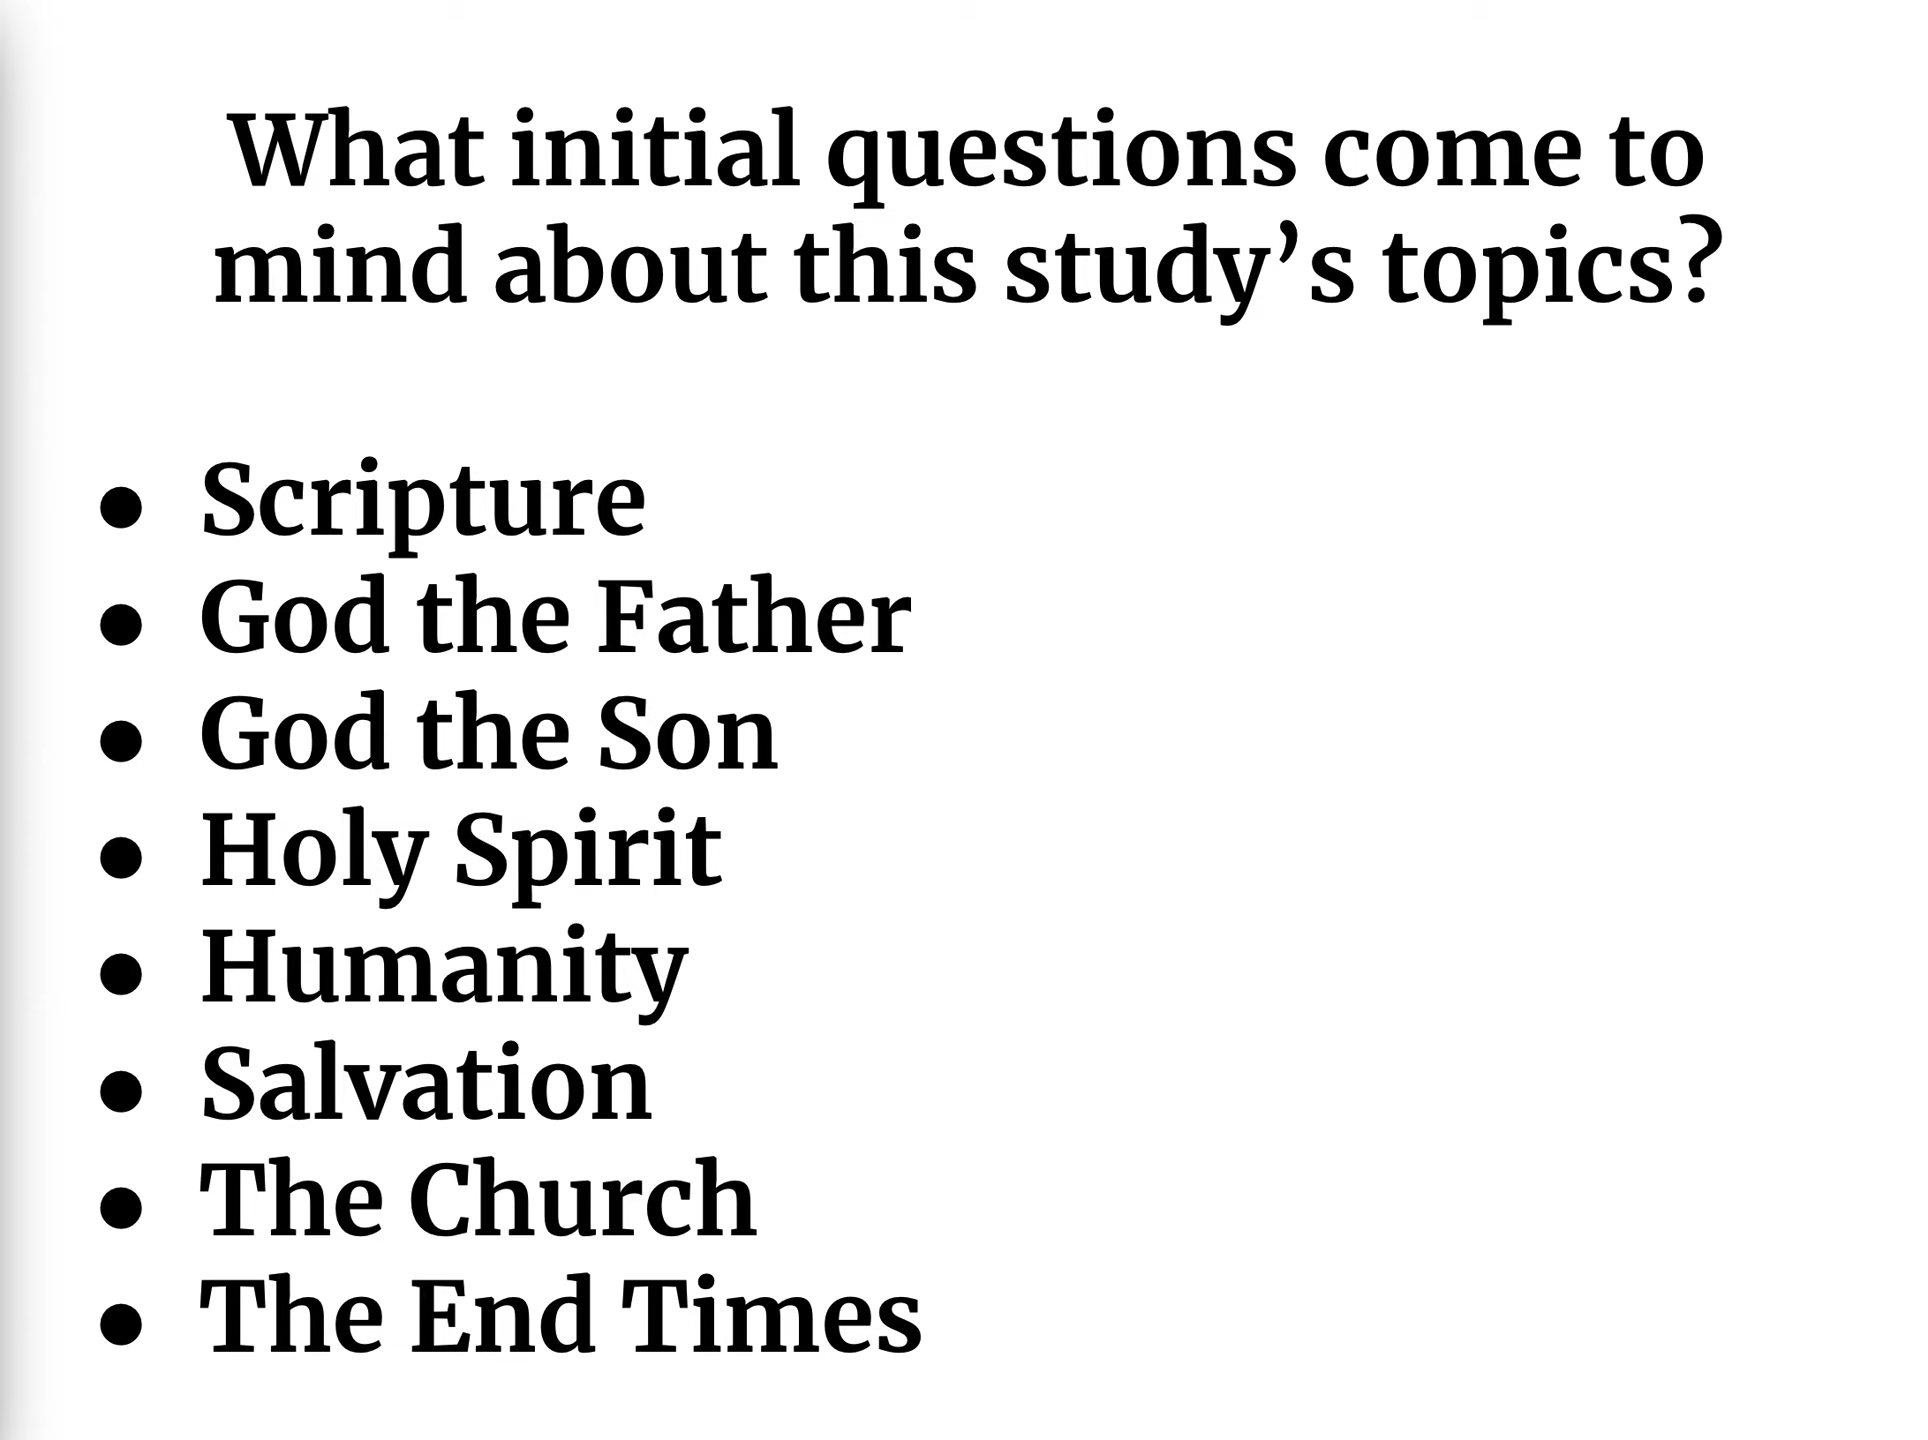 What initial questions come to
mind about this study’s topics?
● Scripture
● God the Father
● God the Son
● Holy Spirit
● Humanity
● Salvation
● The Church
● The End Times